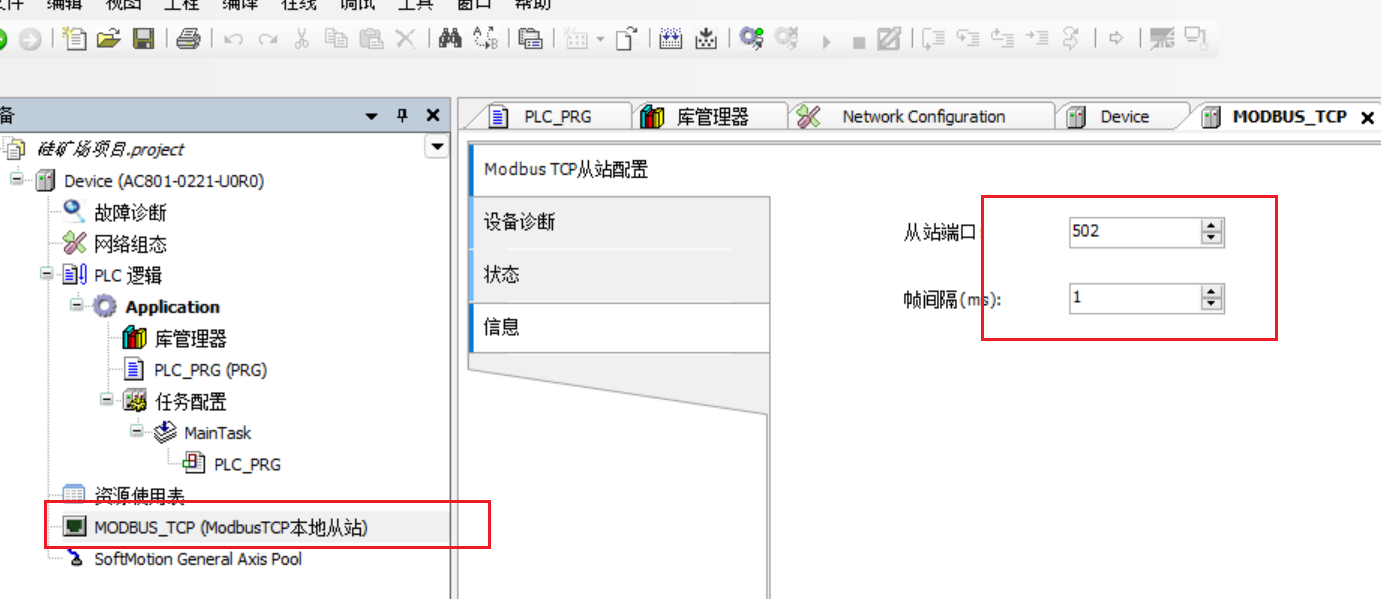 编辑 视图 工程 编译 在线 调试 工具 窗口 帮助
备
PLC_PRG 库管理器 Network Configuration Device MODBUS_TCP
硅矿场项目.project
Device (AC801-0221-U0R0)
故障诊断
网络组态
PLC 逻辑
Application
库管理器
PLC_PRG (PRG)
任务配置
MainTask
PLC_PRG
资源使用表
MODBUS_TCP (ModbusTCP本地从站)
SoftMotion General Axis Pool
Modbus TCP从站配置
设备诊断
状态
信息
从站端口: 502
帧间隔(ms): 1